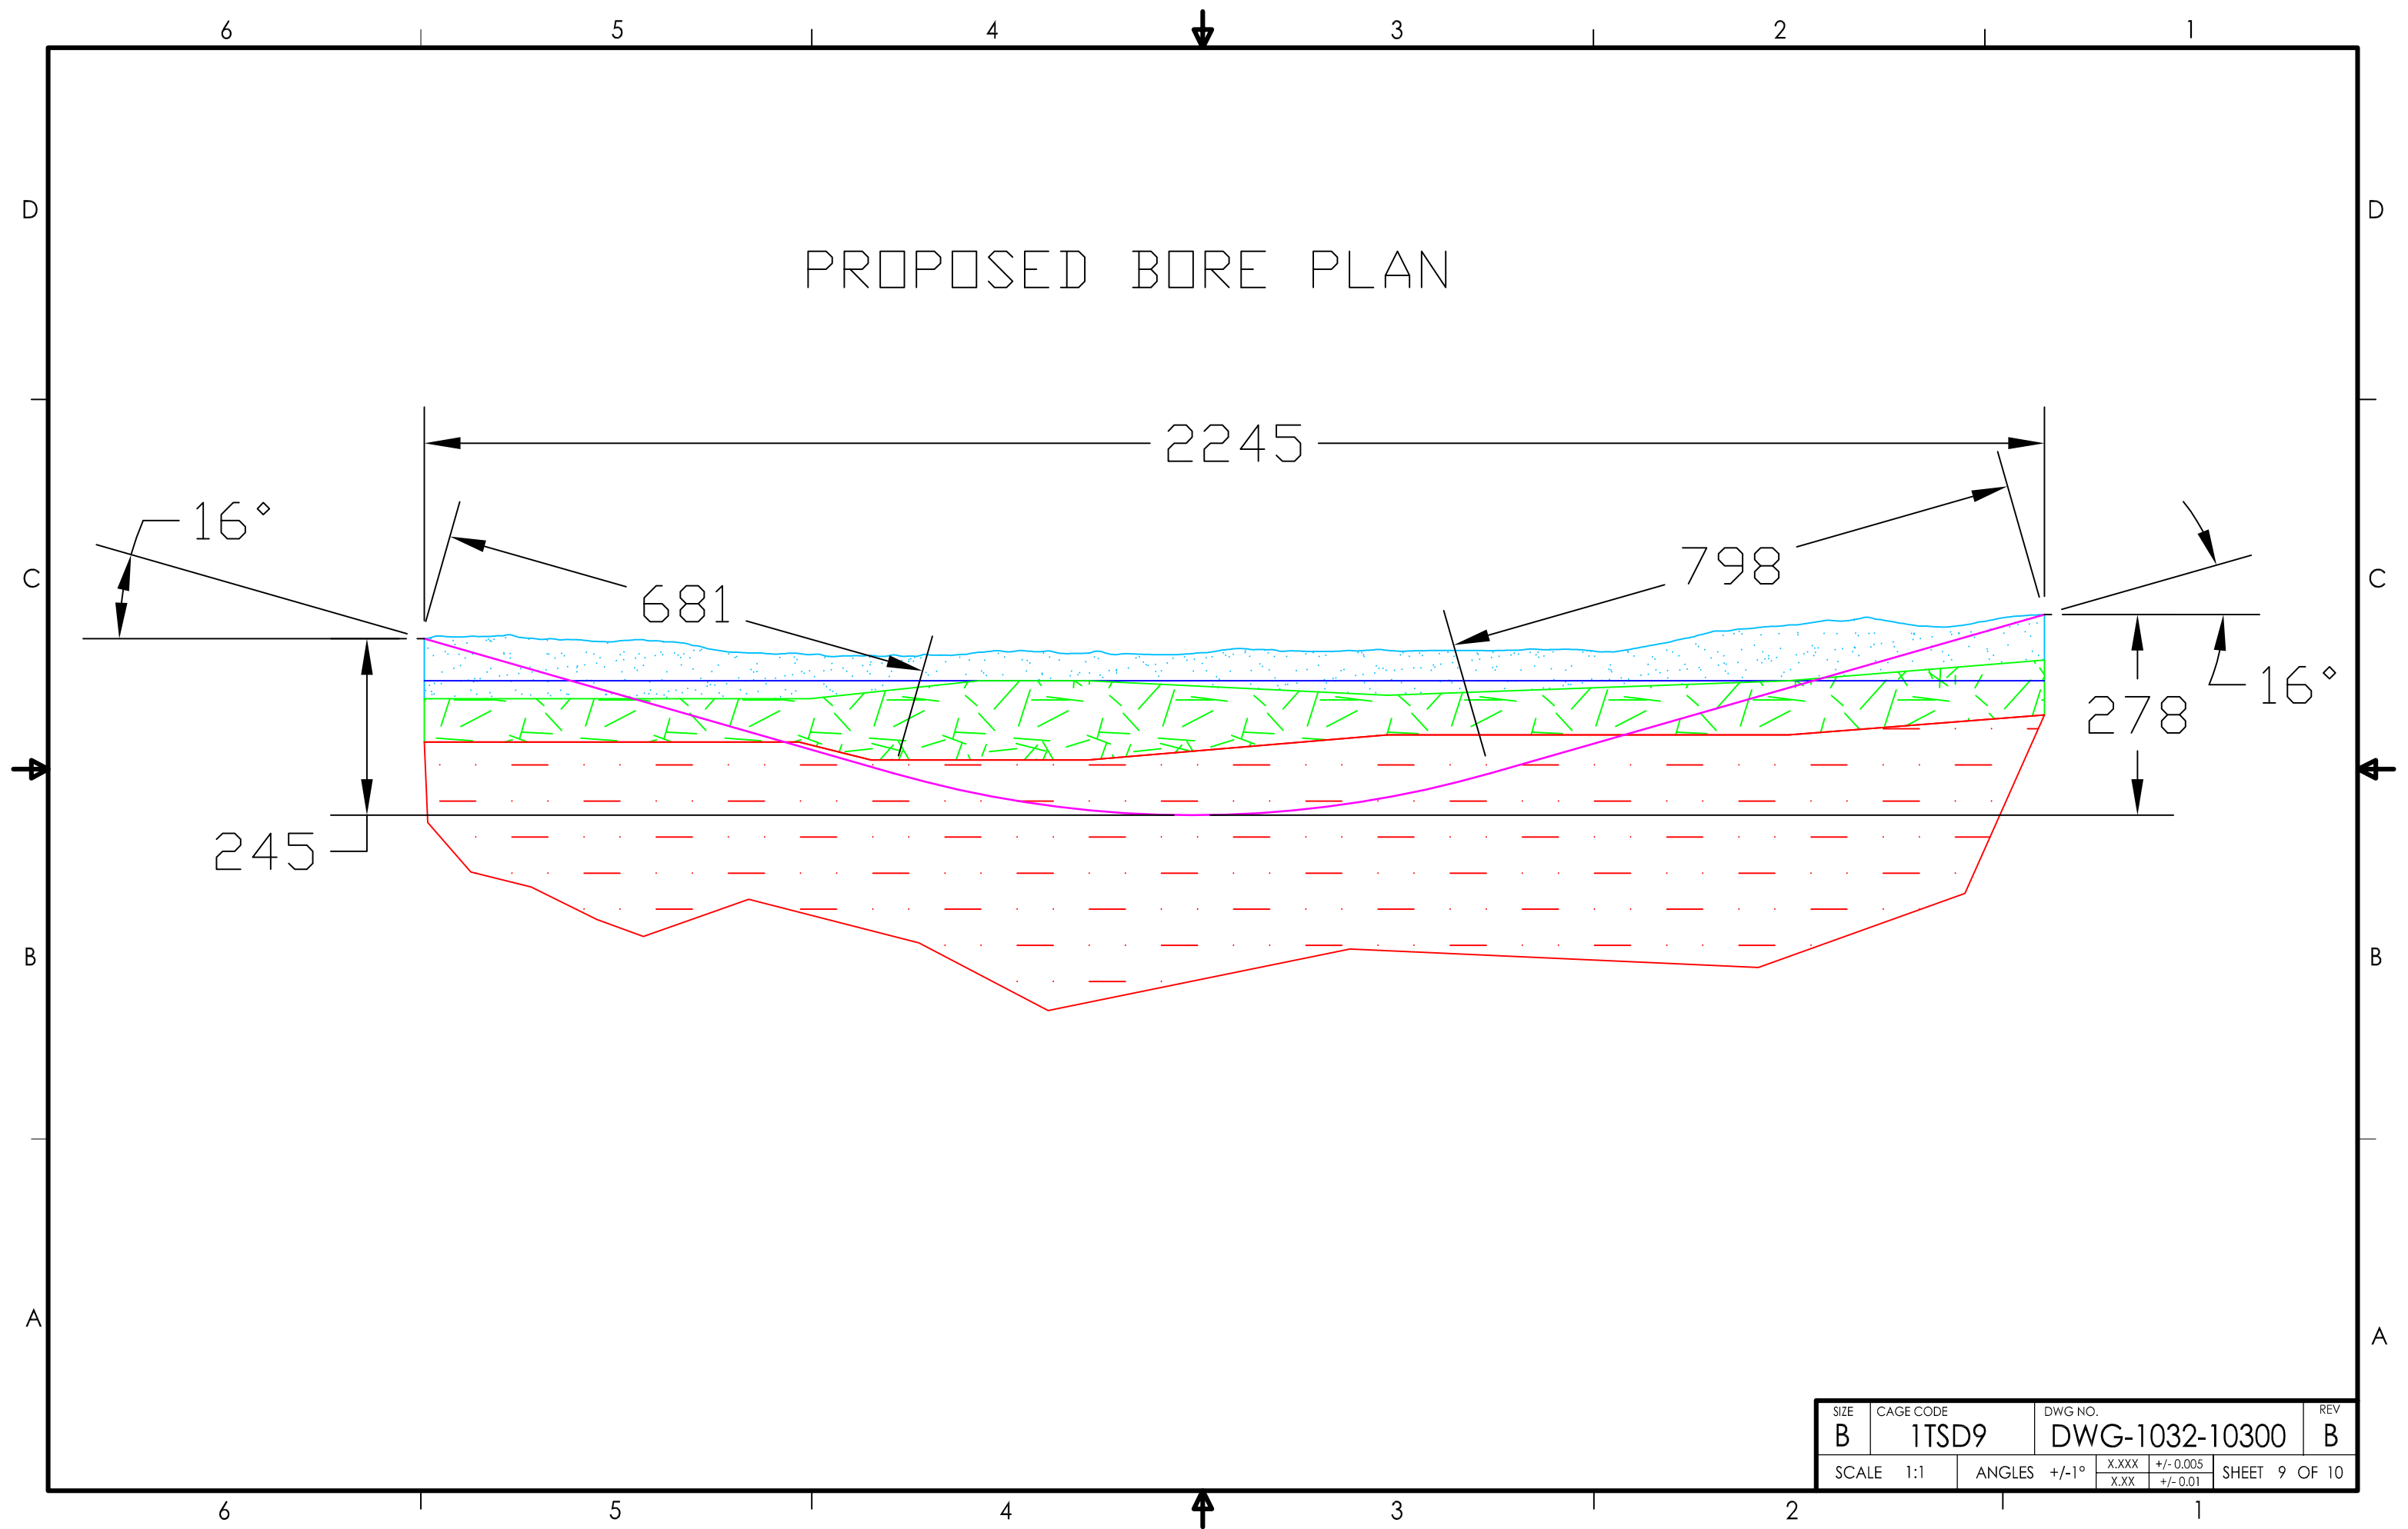 6 5 4 3 2 1
D D
PROPOSED BORE PLAN
2245
16°
798
C C
681
16°
278
245
B B
A A
SIZE CAGE CODE DWG NO. REV
B 1TSD9 DWG-1032-10300 B
SCALE 1:1 ANGLES +/-1° X.XXX +/- 0.005 SHEET 9 OF 10
X.XX +/- 0.01
6 5 4 3 2 1